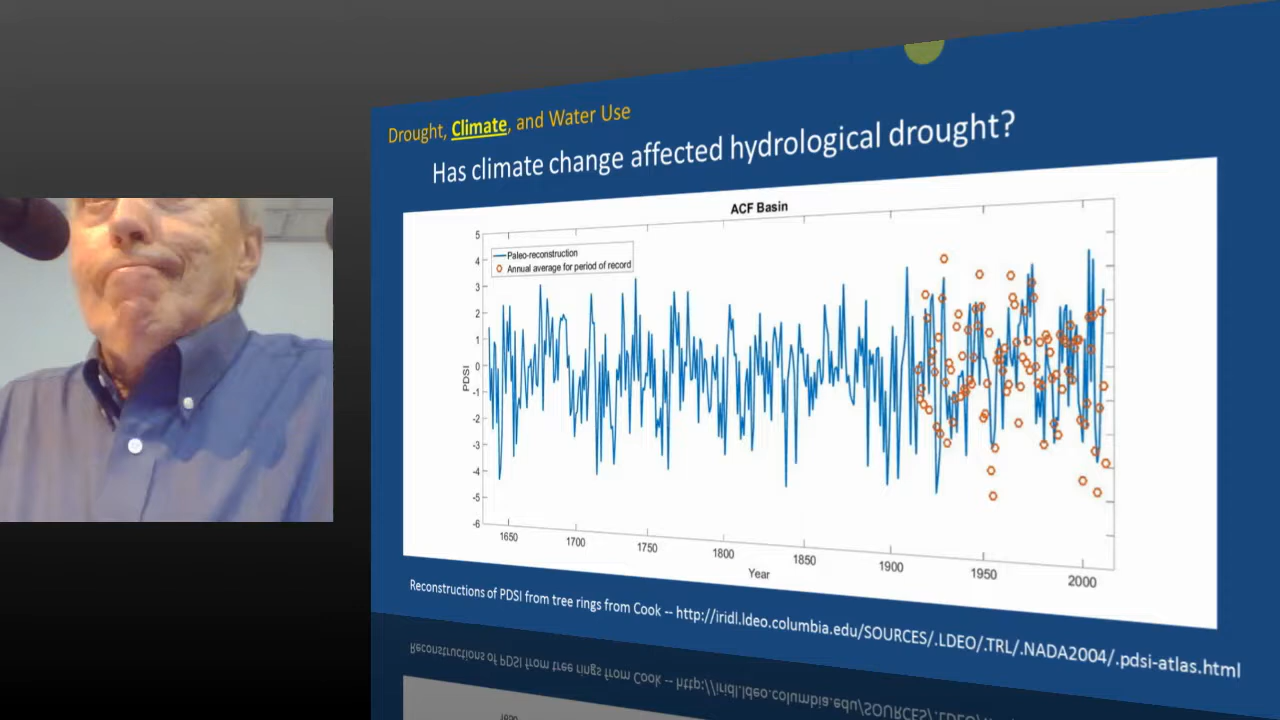 Drought, Climate, and Water Use
Has climate change affected hydrological drought?
ACF Basin
Paleo-reconstruction
Annual average for period of record
5
4
3
2
1
0
-1
-2
-3
-4
-5
-6
PDSI
1650
1700
1750
1800
1850
1900
1950
2000
Year
Reconstructions of PDSI from tree rings from Cook -- http://iridl.ldeo.columbia.edu/SOURCES/.LDEO/.TRL/.NADA2004/.pdsi-atlas.html